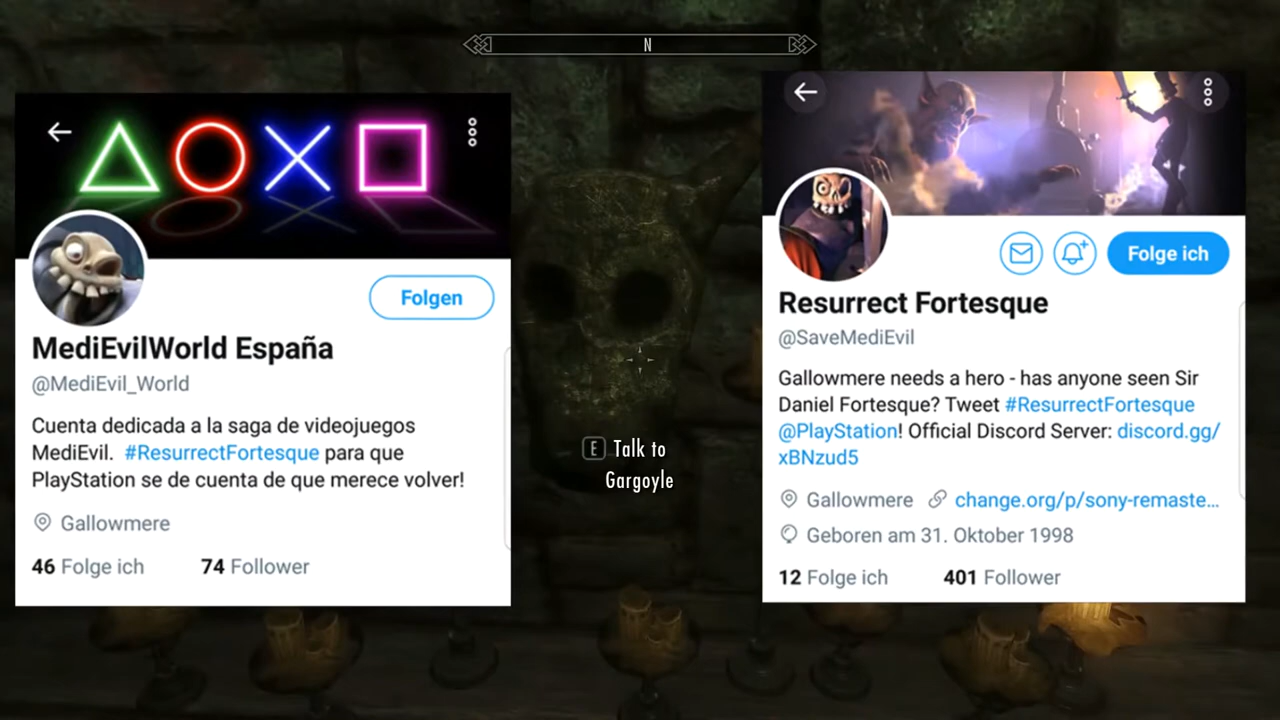 N
Folgen
MediEvilWorld España
@MediEvil_World
Cuenta dedicada a la saga de videojuegos
MediEvil. #ResurrectFortesque para que
PlayStation se de cuenta de que merece volver!
Gallowmere
46 Folge ich 74 Follower
E Talk to
Gargoyle
Folge ich
Resurrect Fortesque
@SaveMediEvil
Gallowmere needs a hero - has anyone seen Sir
Daniel Fortesque? Tweet #ResurrectFortesque
@PlayStation! Official Discord Server: discord.gg/
xBNzud5
Gallowmere change.org/p/sony-remaste...
Geboren am 31. Oktober 1998
12 Folge ich 401 Follower